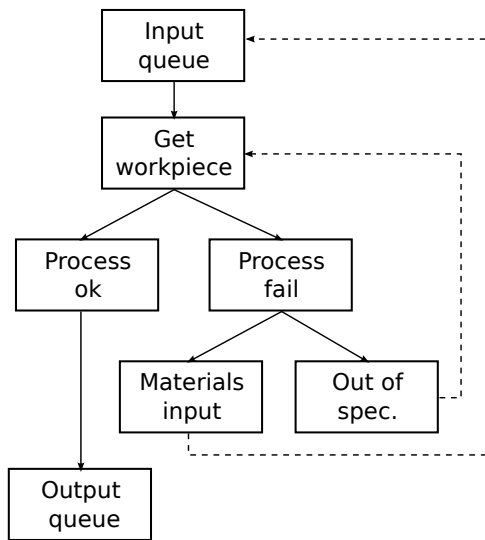 Input
queue
Get
workpiece
Process
ok
Process
fail
Materials
input
Out of
spec.
Output
queue